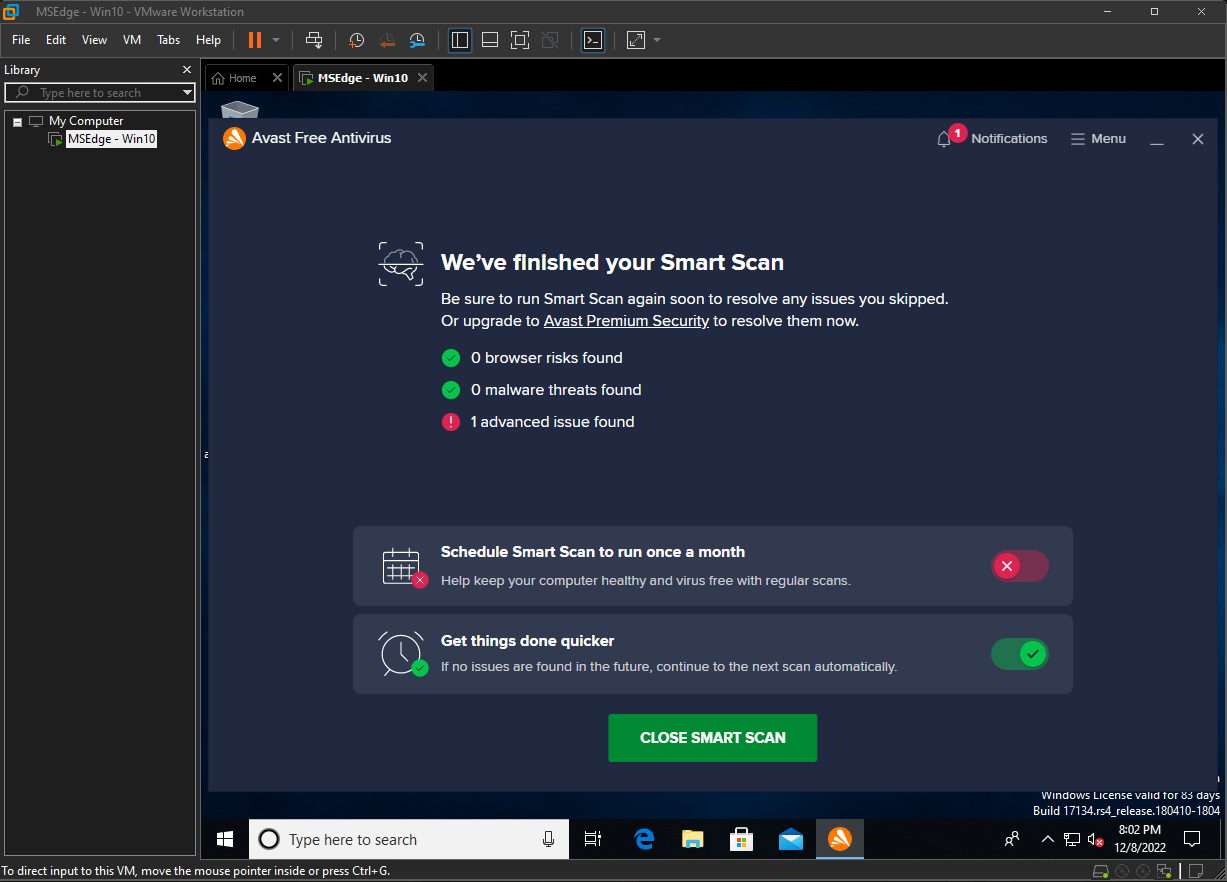 MSEdge - Win10 - VMware Workstation
File Edit View VM Tabs Help
Library
Type here to search
My Computer
MSEdge - Win10
Home
MSEdge - Win10
Avast Free Antivirus
1 Notifications
Menu
We've finished your Smart Scan
Be sure to run Smart Scan again soon to resolve any issues you skipped.
Or upgrade to Avast Premium Security to resolve them now.
0 browser risks found
0 malware threats found
1 advanced issue found
Schedule Smart Scan to run once a month
Help keep your computer healthy and virus free with regular scans.
Get things done quicker
If no issues are found in the future, continue to the next scan automatically.
CLOSE SMART SCAN
Windows License valid for 83 days
Build 17134.rs4_release.180410-1804
Type here to search
8:02 PM
12/8/2022
To direct input to this VM, move the mouse pointer inside or press Ctrl+G.